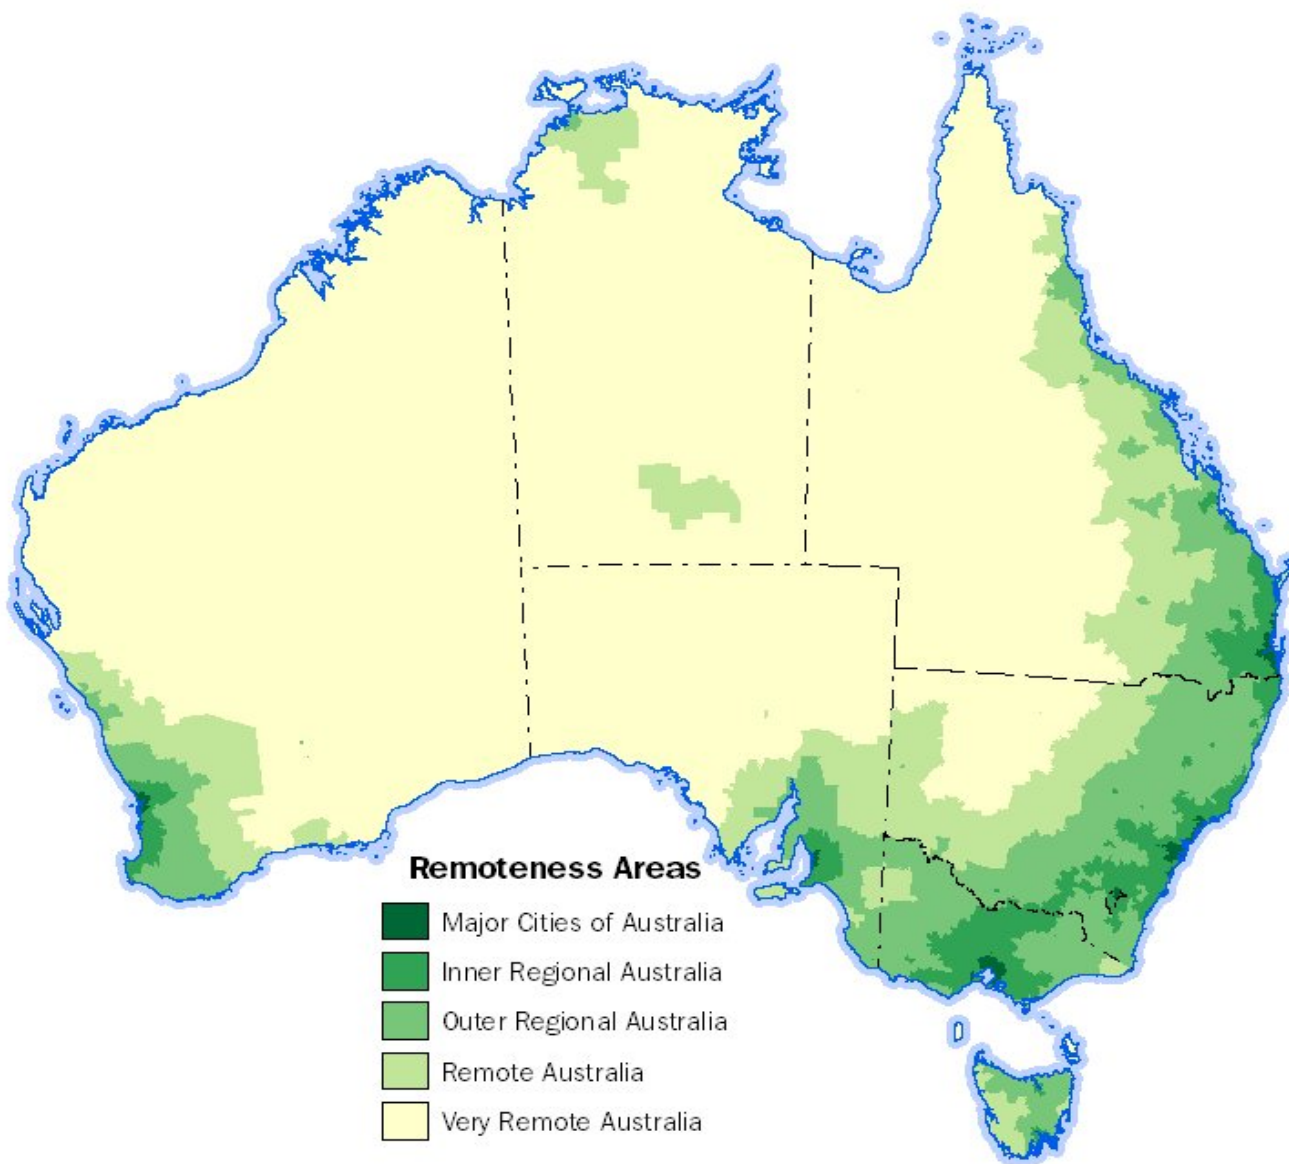 Remoteness Areas
Major Cities of Australia
Inner Regional Australia
Outer Regional Australia
Remote Australia
Very Remote Australia